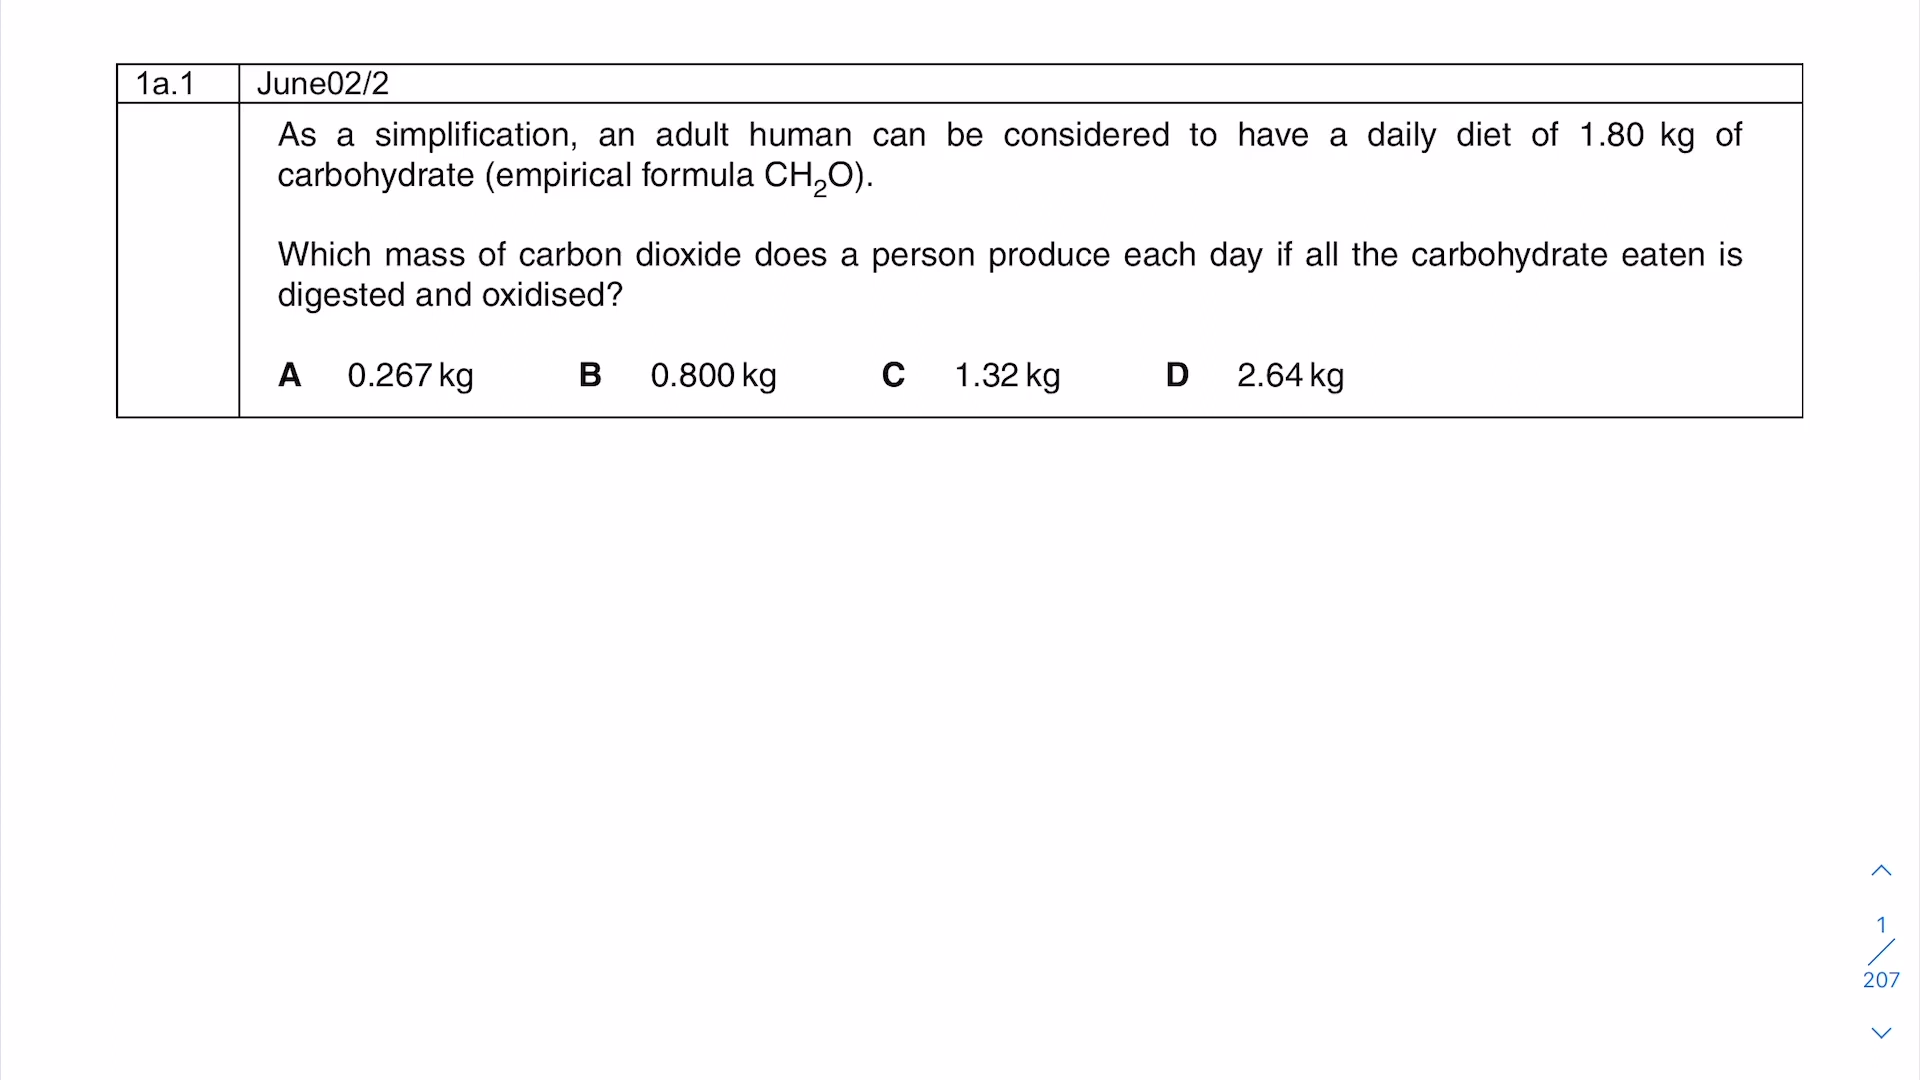 1a.1 June02/2
As a simplification, an adult human can be considered to have a daily diet of 1.80 kg of
carbohydrate (empirical formula CH₂O).
Which mass of carbon dioxide does a person produce each day if all the carbohydrate eaten is
digested and oxidised?
A 0.267 kg B 0.800 kg C 1.32 kg D 2.64 kg
1
/
207